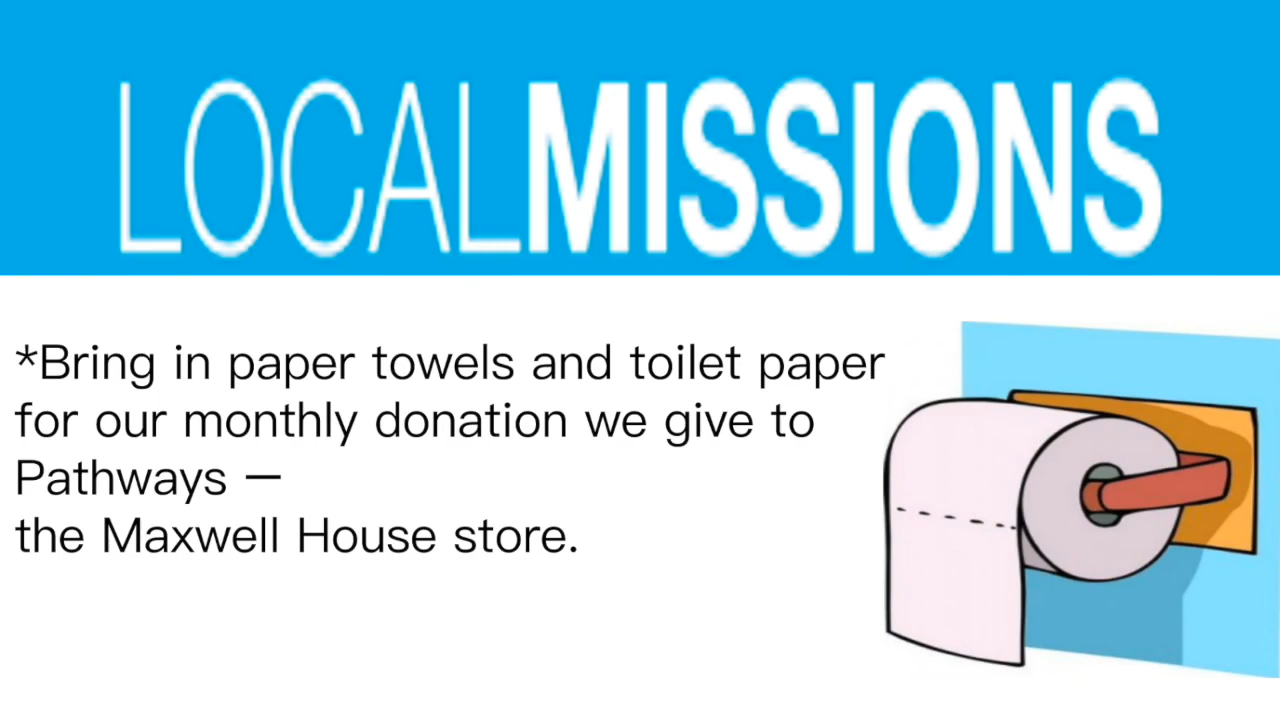 LOCALMISSIONS
*Bring in paper towels and toilet paper
for our monthly donation we give to
Pathways —
the Maxwell House store.